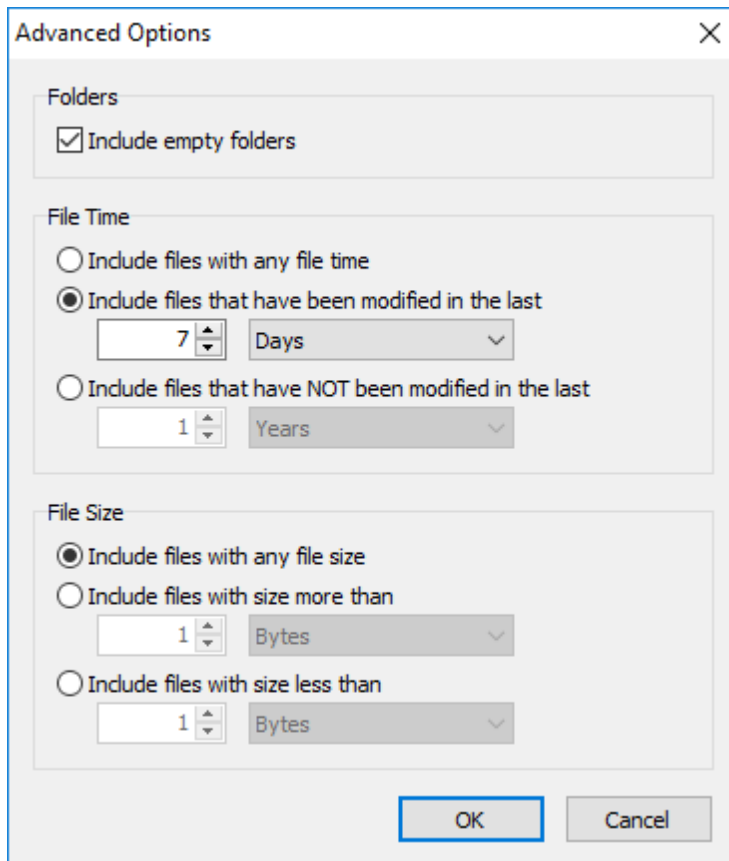 Advanced Options
Folders
Include empty folders
File Time
Include files with any file time
Include files that have been modified in the last
7 Days
Include files that have NOT been modified in the last
1 Years
File Size
Include files with any file size
Include files with size more than
1 Bytes
Include files with size less than
1 Bytes
OK Cancel